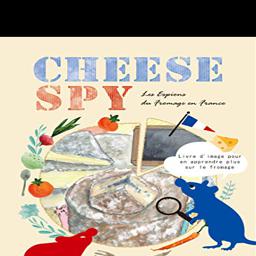 CHEESE
SPY
Les Espions
du Fromage en France
Livre d'image pour
en apprendre plus
sur le fromage